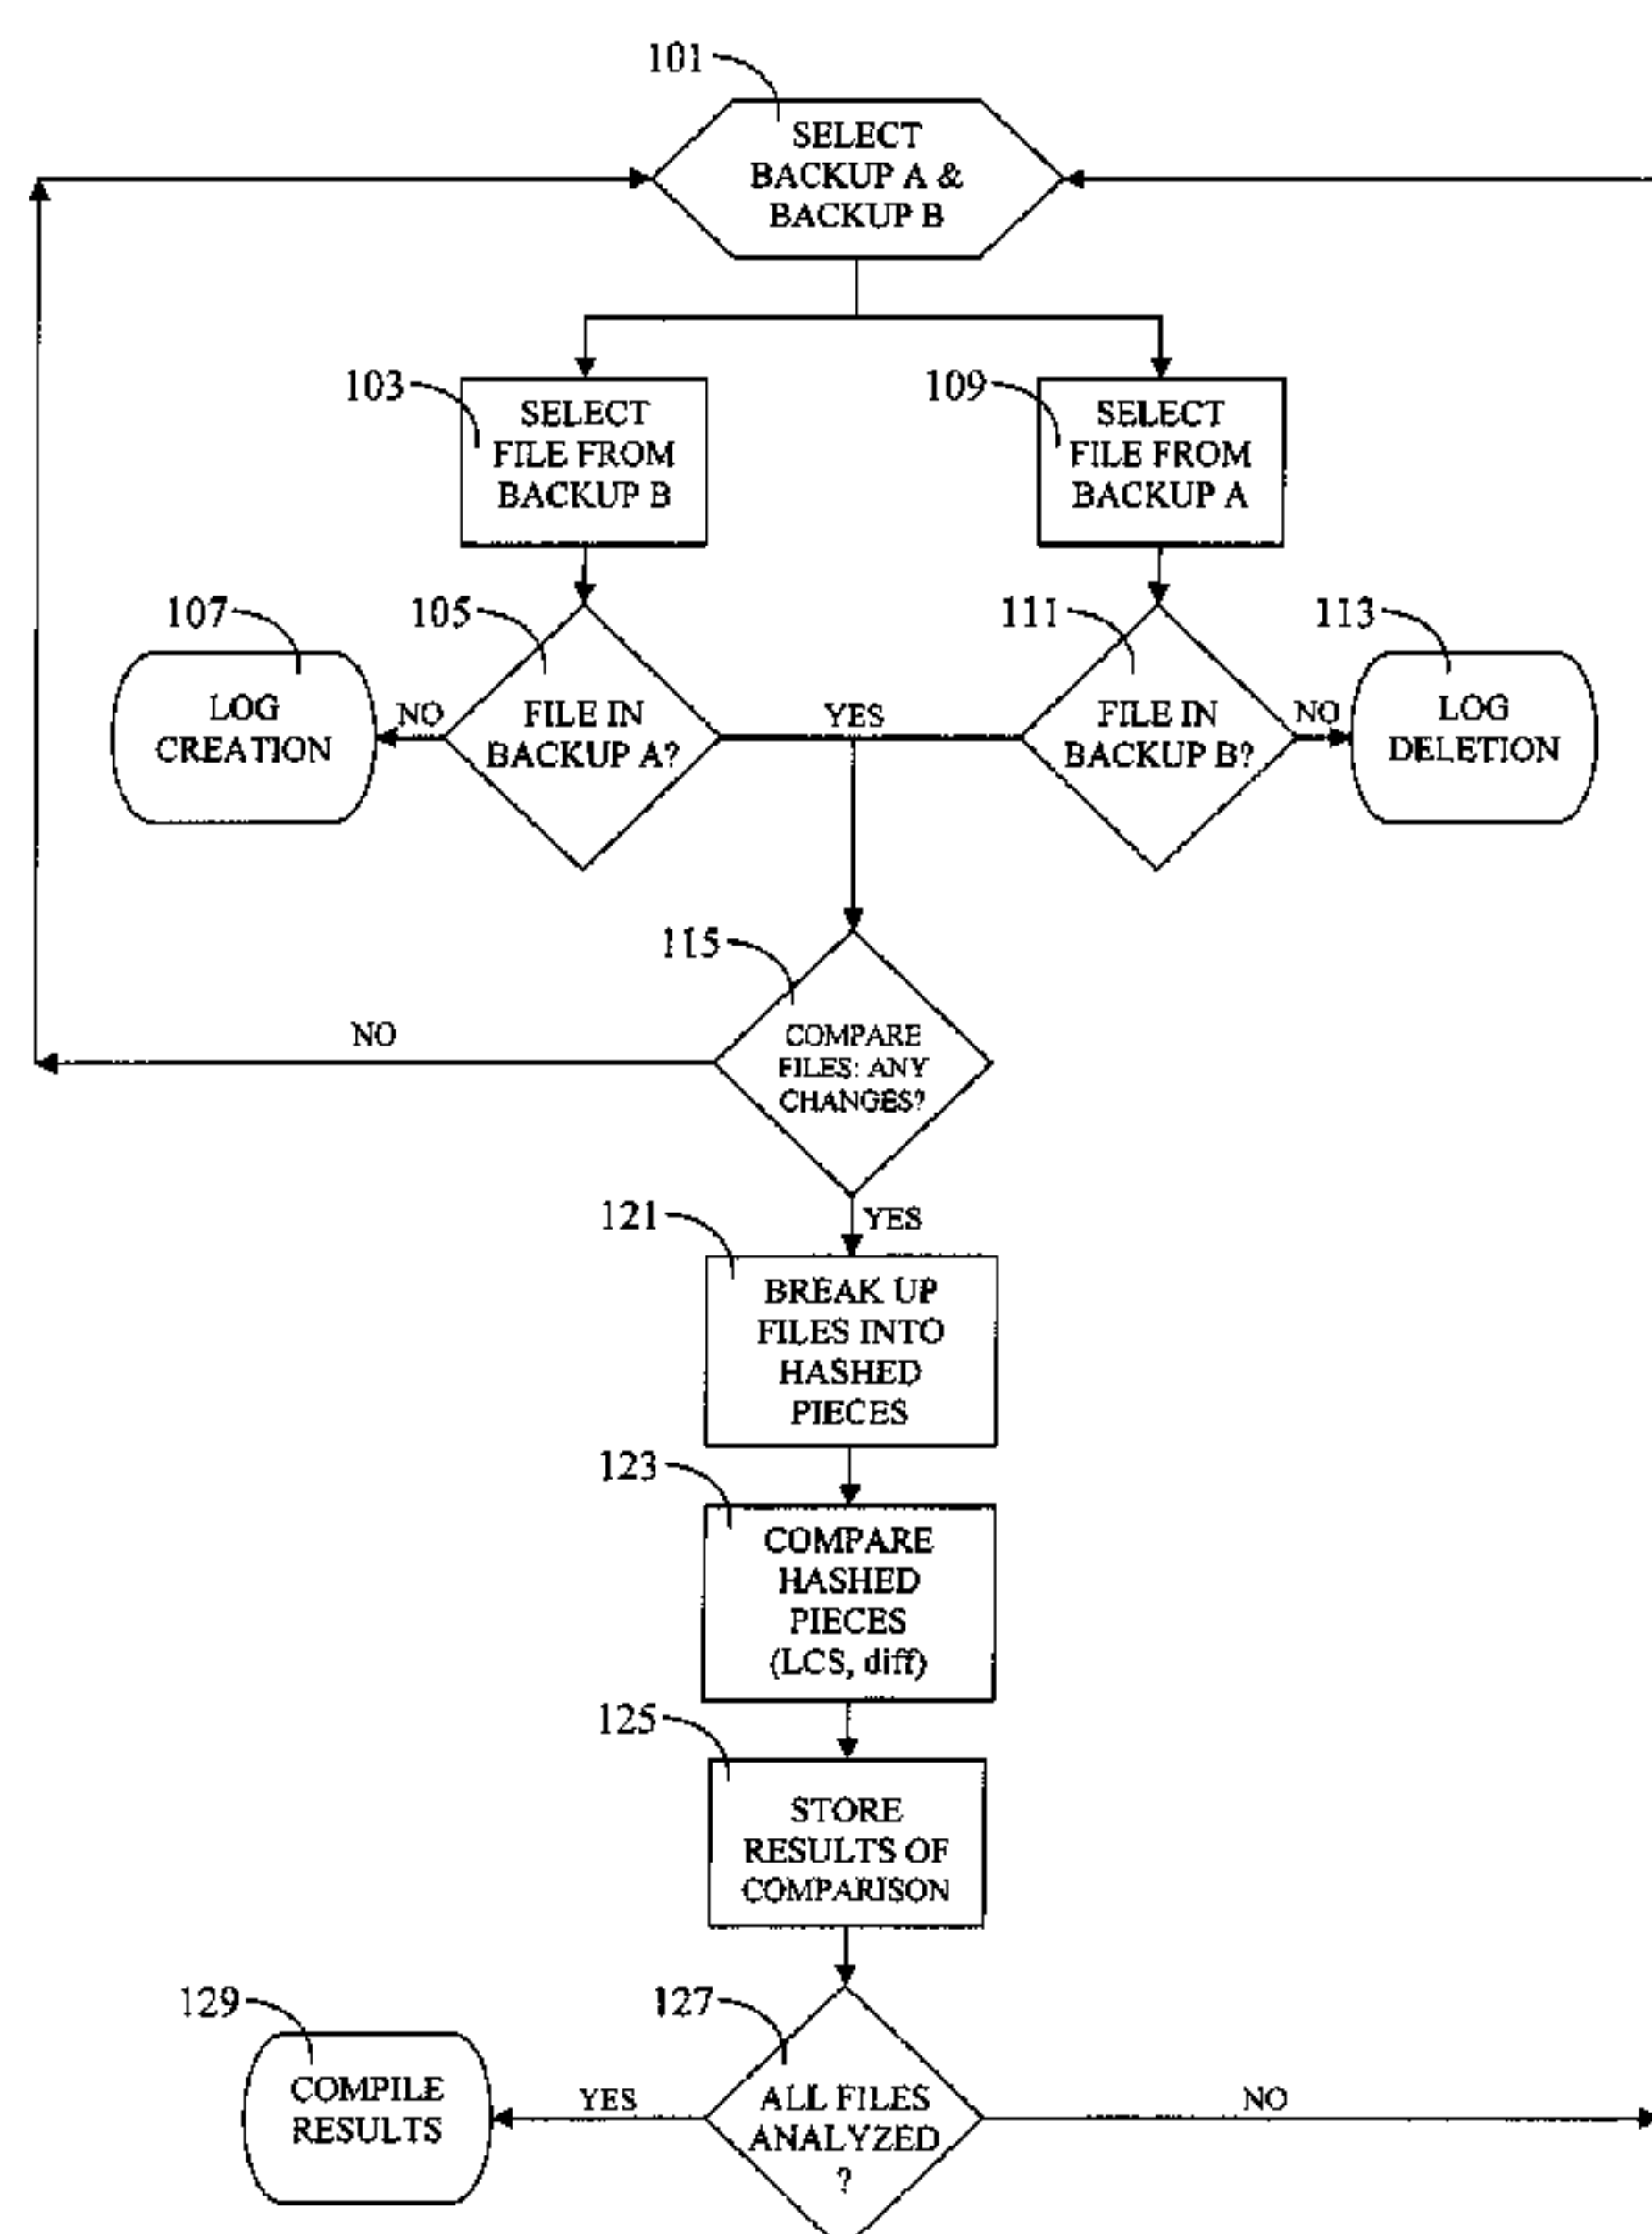 101
SELECT
BACKUP A &
BACKUP B
103
SELECT
FILE FROM
BACKUP B
109
SELECT
FILE FROM
BACKUP A
107
LOG
CREATION
NO
105
FILE IN
BACKUP A?
YES
111
FILE IN
BACKUP B?
NO
113
LOG
DELETION
115
COMPARE
FILES: ANY
CHANGES?
NO
YES
121
BREAK UP
FILES INTO
HASHED
PIECES
123
COMPARE
HASHED
PIECES
(LCS, diff)
125
STORE
RESULTS OF
COMPARISON
129
COMPILE
RESULTS
YES
127
ALL FILES
ANALYZED
?
NO